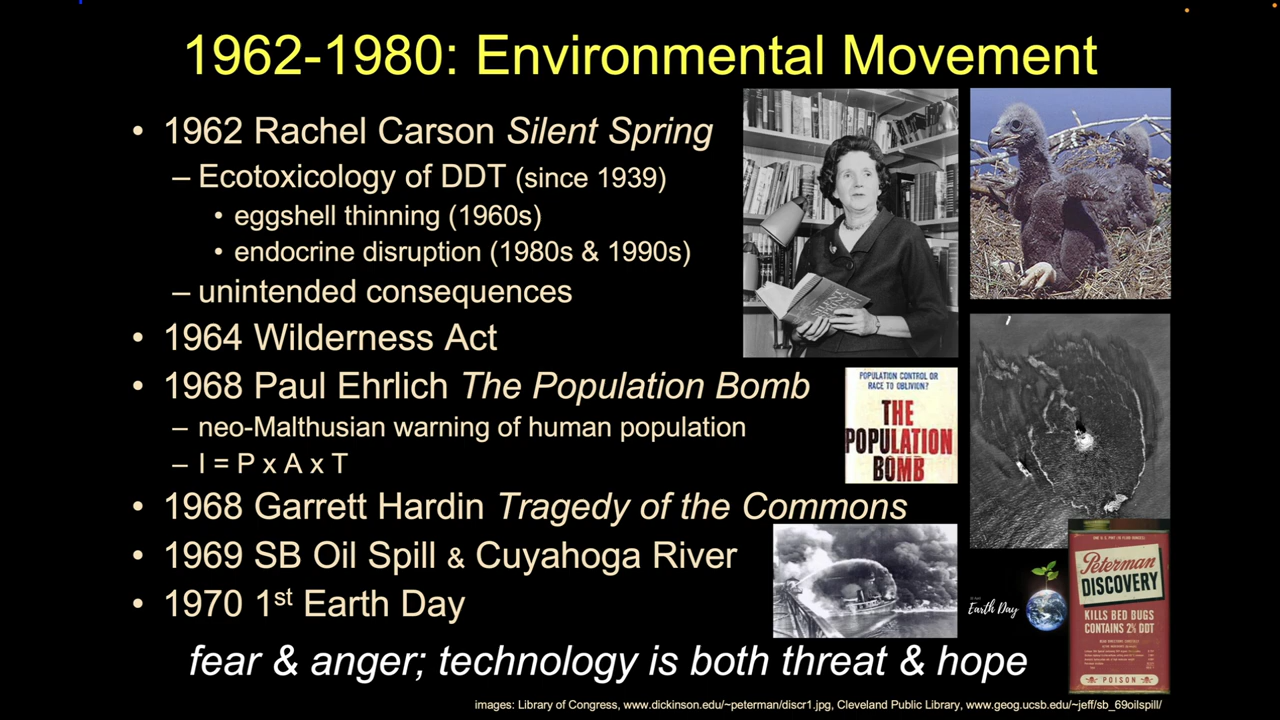 1962-1980: Environmental Movement
• 1962 Rachel Carson Silent Spring
– Ecotoxicology of DDT (since 1939)
• eggshell thinning (1960s)
• endocrine disruption (1980s & 1990s)
– unintended consequences
• 1964 Wilderness Act
• 1968 Paul Ehrlich The Population Bomb
– neo-Malthusian warning of human population
– I = P x A x T
• 1968 Garrett Hardin Tragedy of the Commons
• 1969 SB Oil Spill & Cuyahoga River
• 1970 1st Earth Day
fear & anger, technology is both threat & hope
POPULATION CONTROL OR
RACE TO OBLIVION?
THE
POPULATION
BOMB
Earth Day
Peterman
DISCOVERY
KILLS BED BUGS
CONTAINS 2% DDT
POISON
images: Library of Congress, www.dickinson.edu/~peterman/discr1.jpg, Cleveland Public Library, www.geog.ucsb.edu/~jeff/sb_69oilspill/